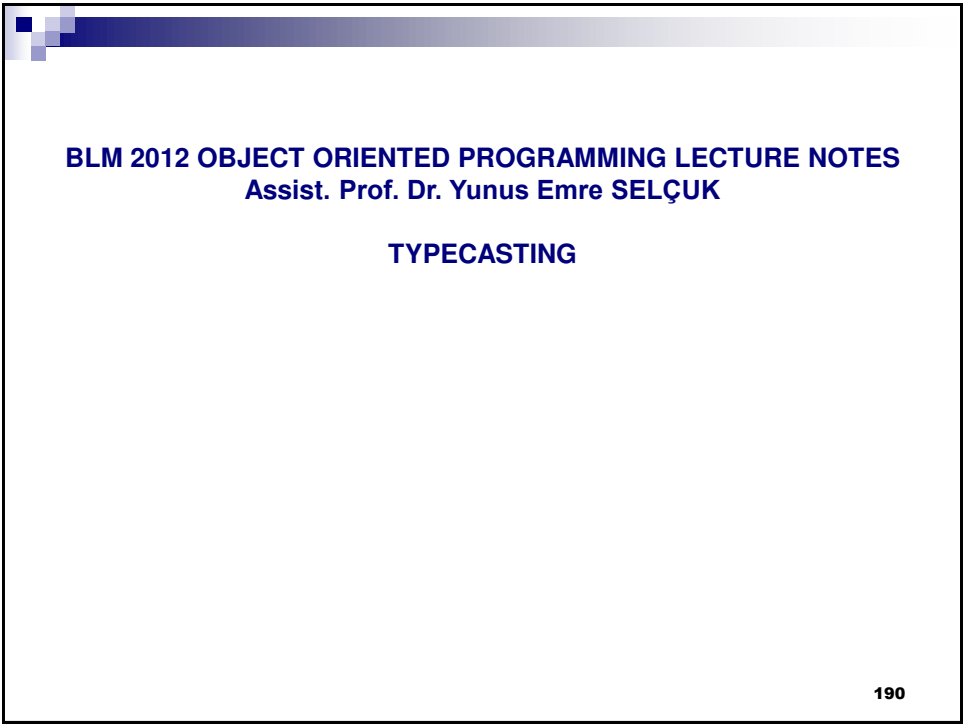 BLM 2012 OBJECT ORIENTED PROGRAMMING LECTURE NOTES
Assist. Prof. Dr. Yunus Emre SELÇUK
TYPECASTING
190